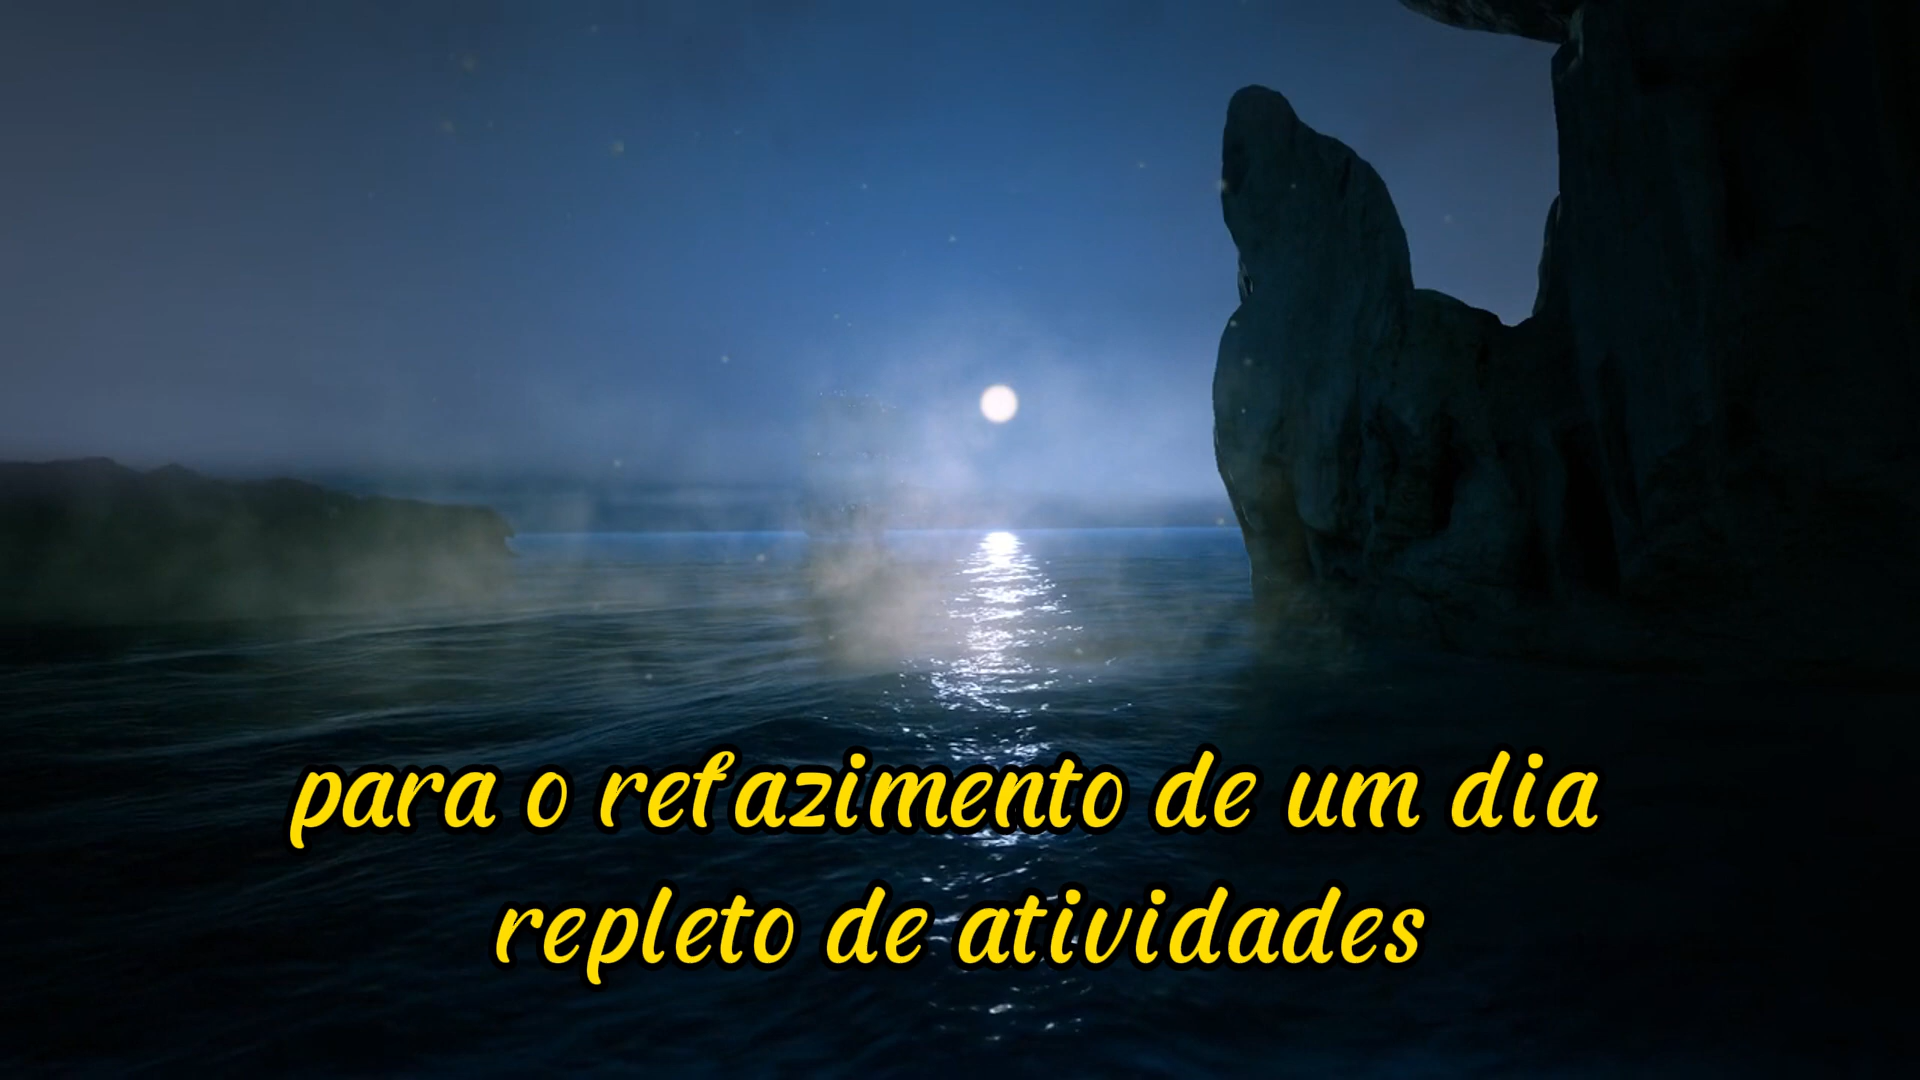 para o refazimento de um dia
repleto de atividades